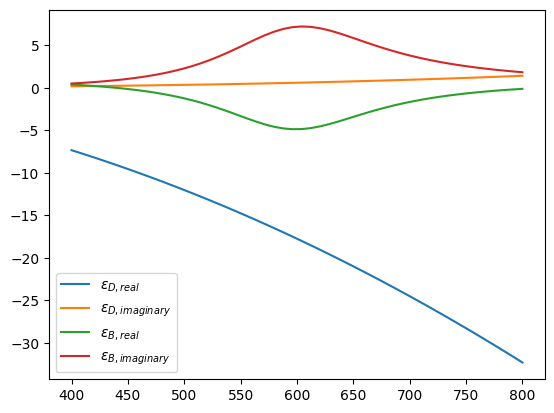 5
0
−5
−10
−15
−20
−25
−30
400 450 500 550 600 650 700 750 800
ε_{D, real}
ε_{D, imaginary}
ε_{B, real}
ε_{B, imaginary}